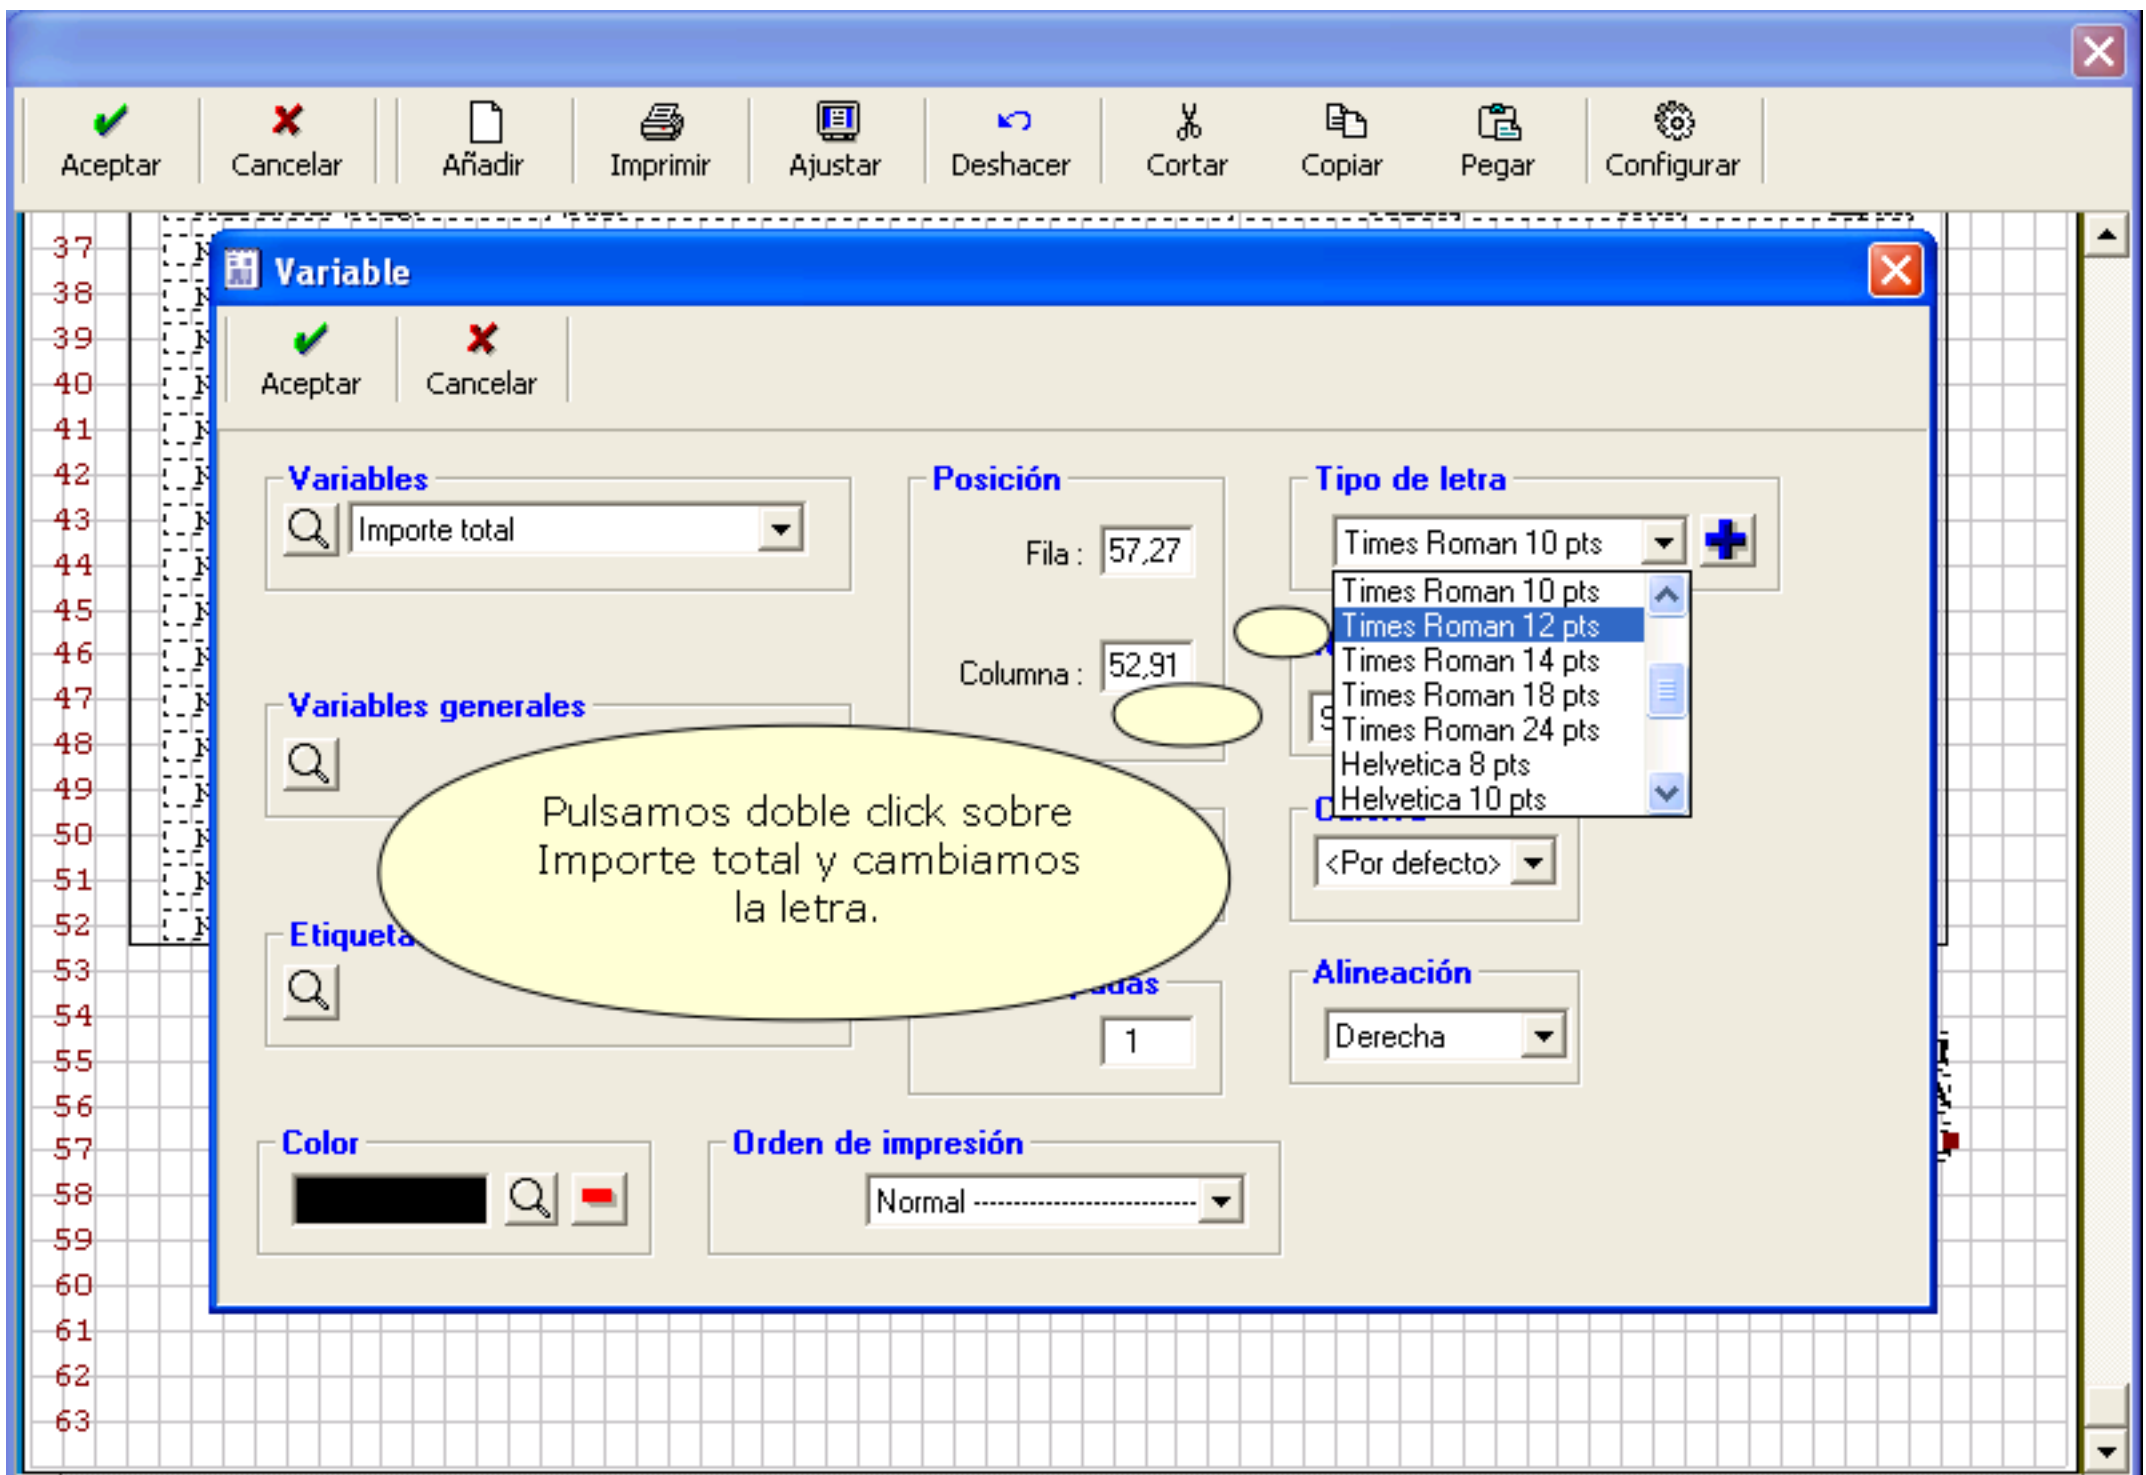 Aceptar Cancelar Añadir Imprimir Ajustar Deshacer Cortar Copiar Pegar Configurar
Variable
Aceptar Cancelar
Variables
Importe total
Posición
Fila : 57,27
Columna : 52,91
Tipo de letra
Times Roman 10 pts
Times Roman 10 pts
Times Roman 12 pts
Times Roman 14 pts
Times Roman 18 pts
Times Roman 24 pts
Helvetica 8 pts
Helvetica 10 pts
Variables generales
Pulsamos doble click sobre
Importe total y cambiamos
la letra.
<Por defecto>
Etiqueta
1
Alineación
Derecha
Color
Orden de impresión
Normal ---------------------------
37
38
39
40
41
42
43
44
45
46
47
48
49
50
51
52
53
54
55
56
57
58
59
60
61
62
63